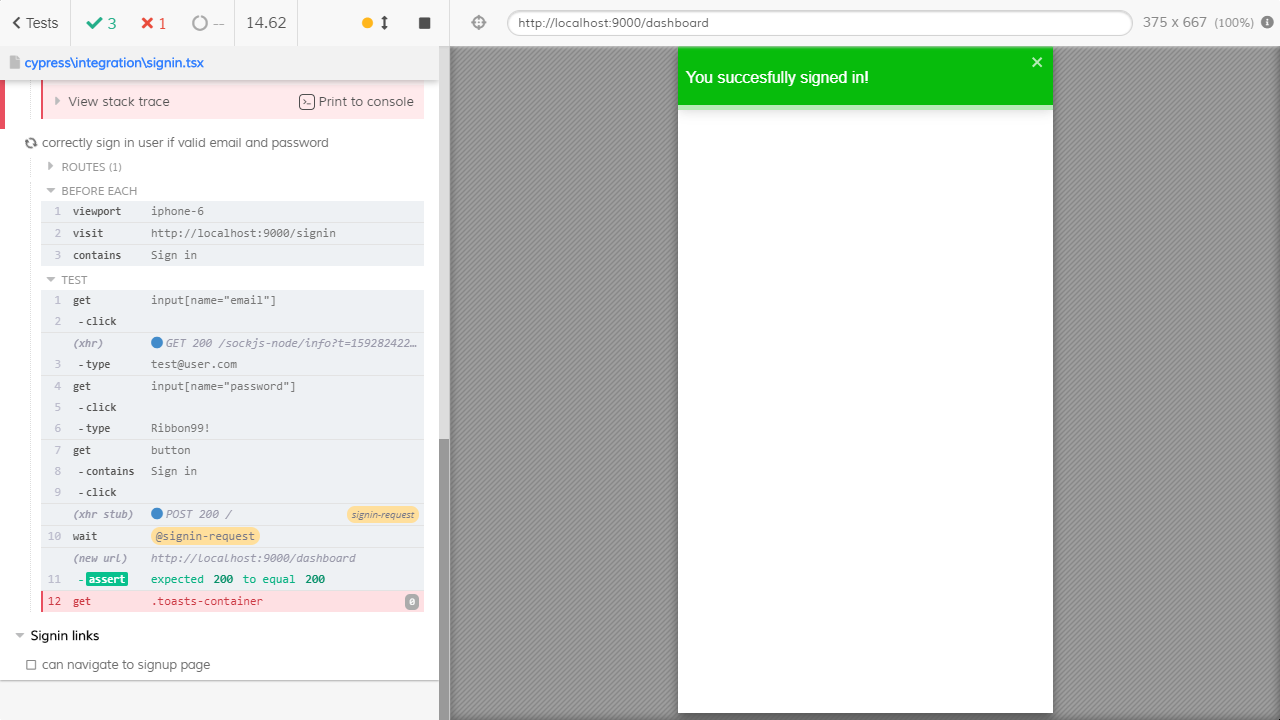 Tests
3
1
--
14.62
http://localhost:9000/dashboard
375 x 667 (100%)
cypress\integration\signin.tsx
View stack trace
Print to console
correctly sign in user if valid email and password
ROUTES (1)
BEFORE EACH
1 viewport iphone-6
2 visit http://localhost:9000/signin
3 contains Sign in
TEST
1 get input[name="email"]
2 - click
(xhr) GET 200 /sockjs-node/info?t=159282422…
3 - type test@user.com
4 get input[name="password"]
5 - click
6 - type Ribbon99!
7 get button
8 - contains Sign in
9 - click
(xhr stub) POST 200 / signin-request
10 wait @signin-request
(new url) http://localhost:9000/dashboard
11 - assert expected 200 to equal 200
12 get .toasts-container 0
Signin links
can navigate to signup page
You succesfully signed in!